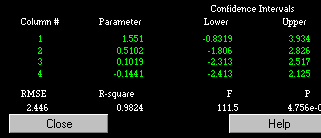 Confidence Intervals
Column # Parameter Lower Upper
1 1.551 -0.8319 3.934
2 0.5102 -1.806 2.826
3 0.1019 -2.313 2.517
4 -0.1441 -2.413 2.125
RMSE R-square F P
2.446 0.9824 111.5 4.756e-0
Close Help